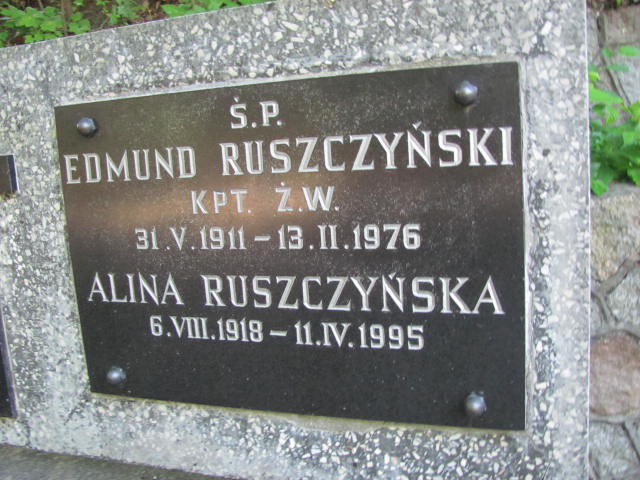 Ś.P.
EDMUND RUSZCZYŃSKI
KPT. Ż.W.
31.V.1911 – 13.II.1976
ALINA RUSZCZYŃSKA
6.VIII.1918 – 11.IV.1995